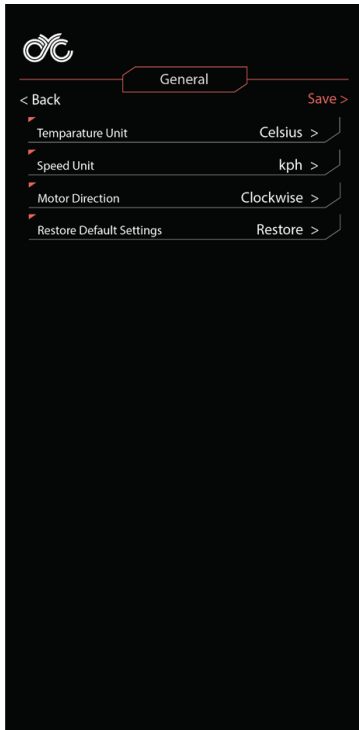 General
< Back Save >
Temparature Unit Celsius >
Speed Unit kph >
Motor Direction Clockwise >
Restore Default Settings Restore >